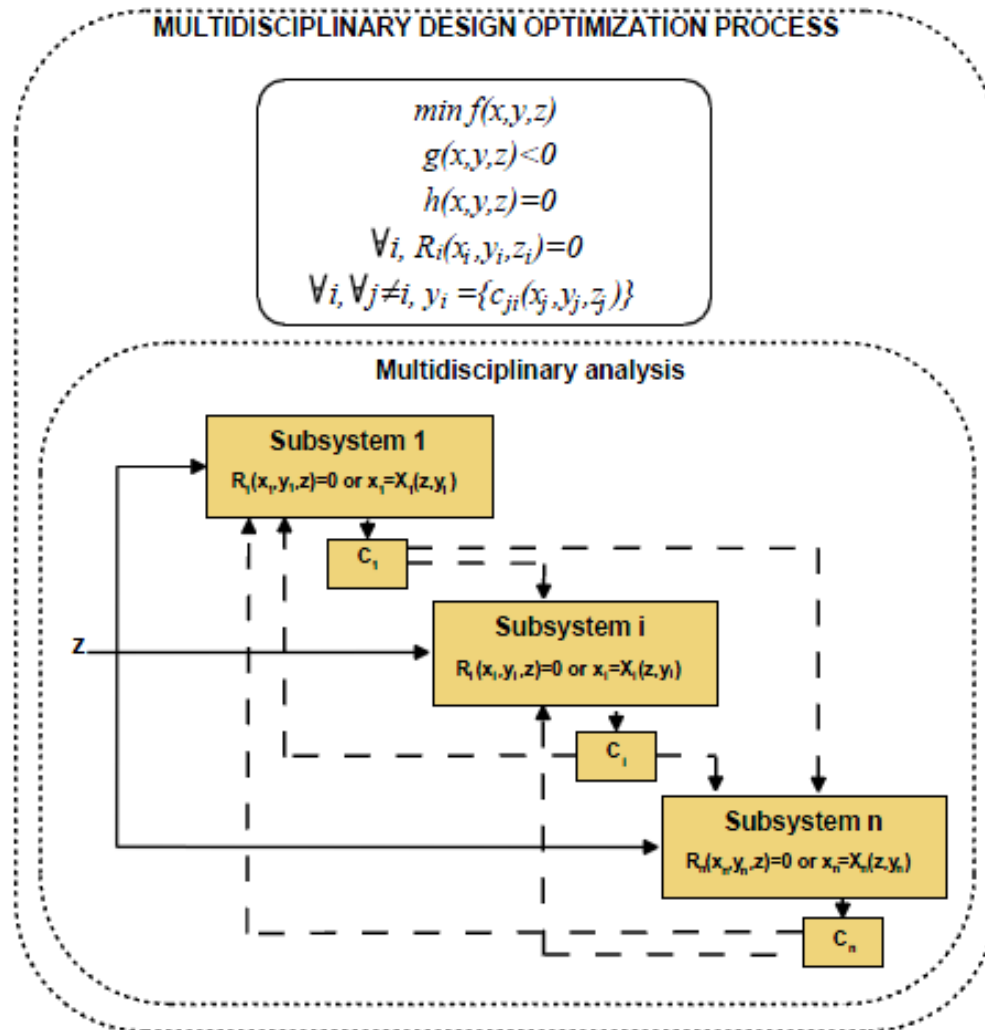 MULTIDISCIPLINARY DESIGN OPTIMIZATION PROCESS
min f(x,y,z)
g(x,y,z)<0
h(x,y,z)=0
∀i, Rᵢ(xᵢ,yᵢ,zᵢ)=0
∀i, ∀j≠i, yᵢ ={cⱼᵢ(xⱼ,yⱼ,zⱼ)}
Multidisciplinary analysis
Subsystem 1
R₁(x₁,y₁,z)=0 or x₁=X₁(z,y₁)
C₁
Subsystem i
Rᵢ(xᵢ,yᵢ,z)=0 or xᵢ=Xᵢ(z,yᵢ)
z
Cᵢ
Subsystem n
Rₙ(xₙ,yₙ,z)=0 or xₙ=Xₙ(z,yₙ)
Cₙ